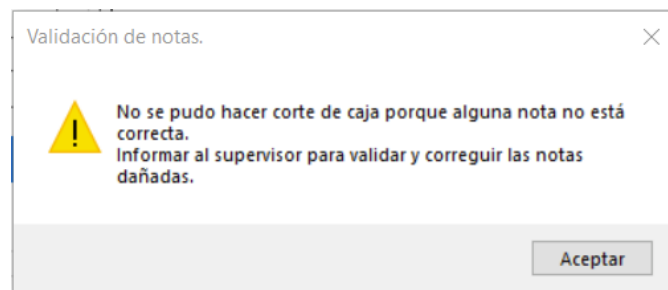 Validación de notas.
No se pudo hacer corte de caja porque alguna nota no está
correcta.
Informar al supervisor para validar y correguir las notas
dañadas.
Aceptar